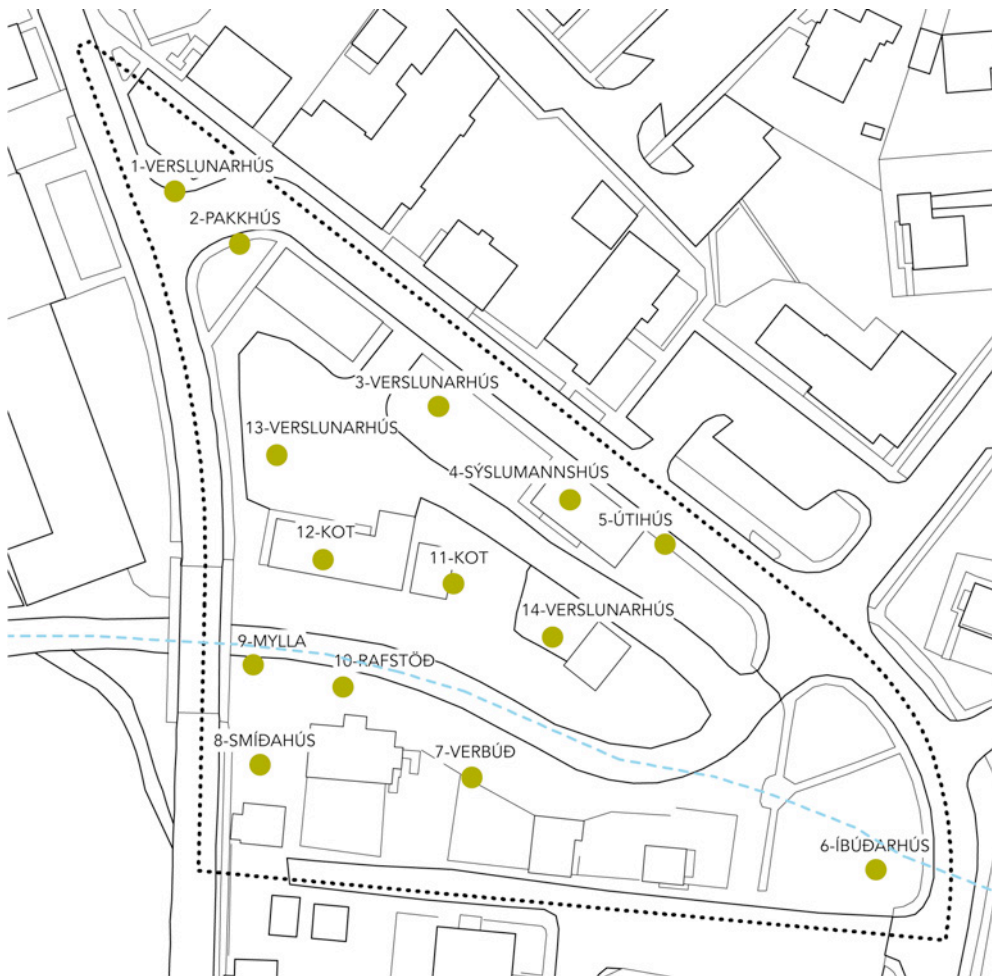 1-VERSLUNARHÚS
2-PAKKHÚS
3-VERSLUNARHÚS
13-VERSLUNARHÚS
4-SÝSLUMANNSHÚS
5-ÚTIHÚS
12-KOT
11-KOT
14-VERSLUNARHÚS
9-MYLLA
10-RAFSTÖÐ
8-SMÍÐAHÚS
7-VERBÚÐ
6-ÍBÚÐARHÚS